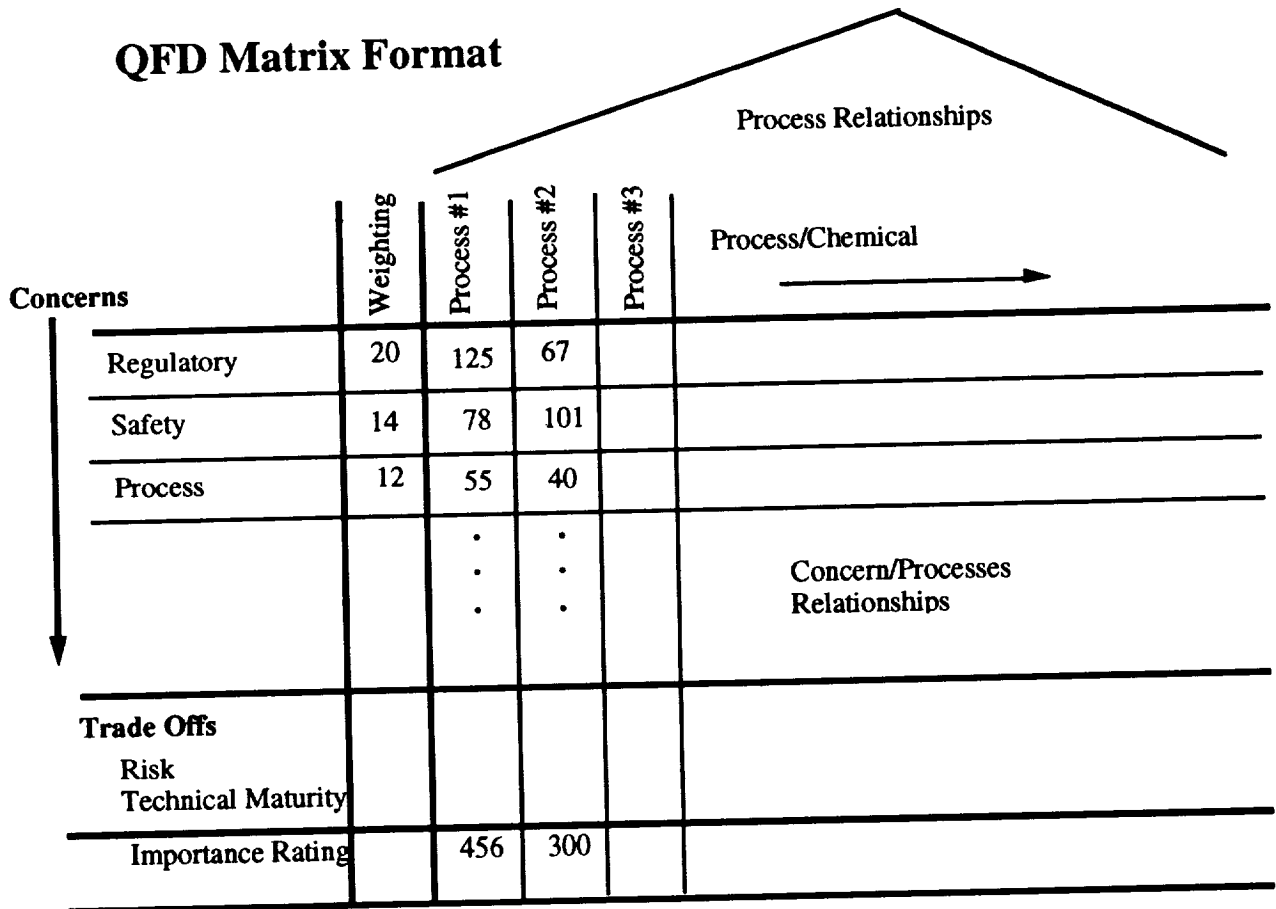 QFD Matrix Format
Process Relationships
Weighting
Process #1
Process #2
Process #3
Process/Chemical
Concerns
Regulatory 20 125 67
Safety 14 78 101
Process 12 55 40
Concern/Processes
Relationships
Trade Offs
Risk
Technical Maturity
Importance Rating 456 300